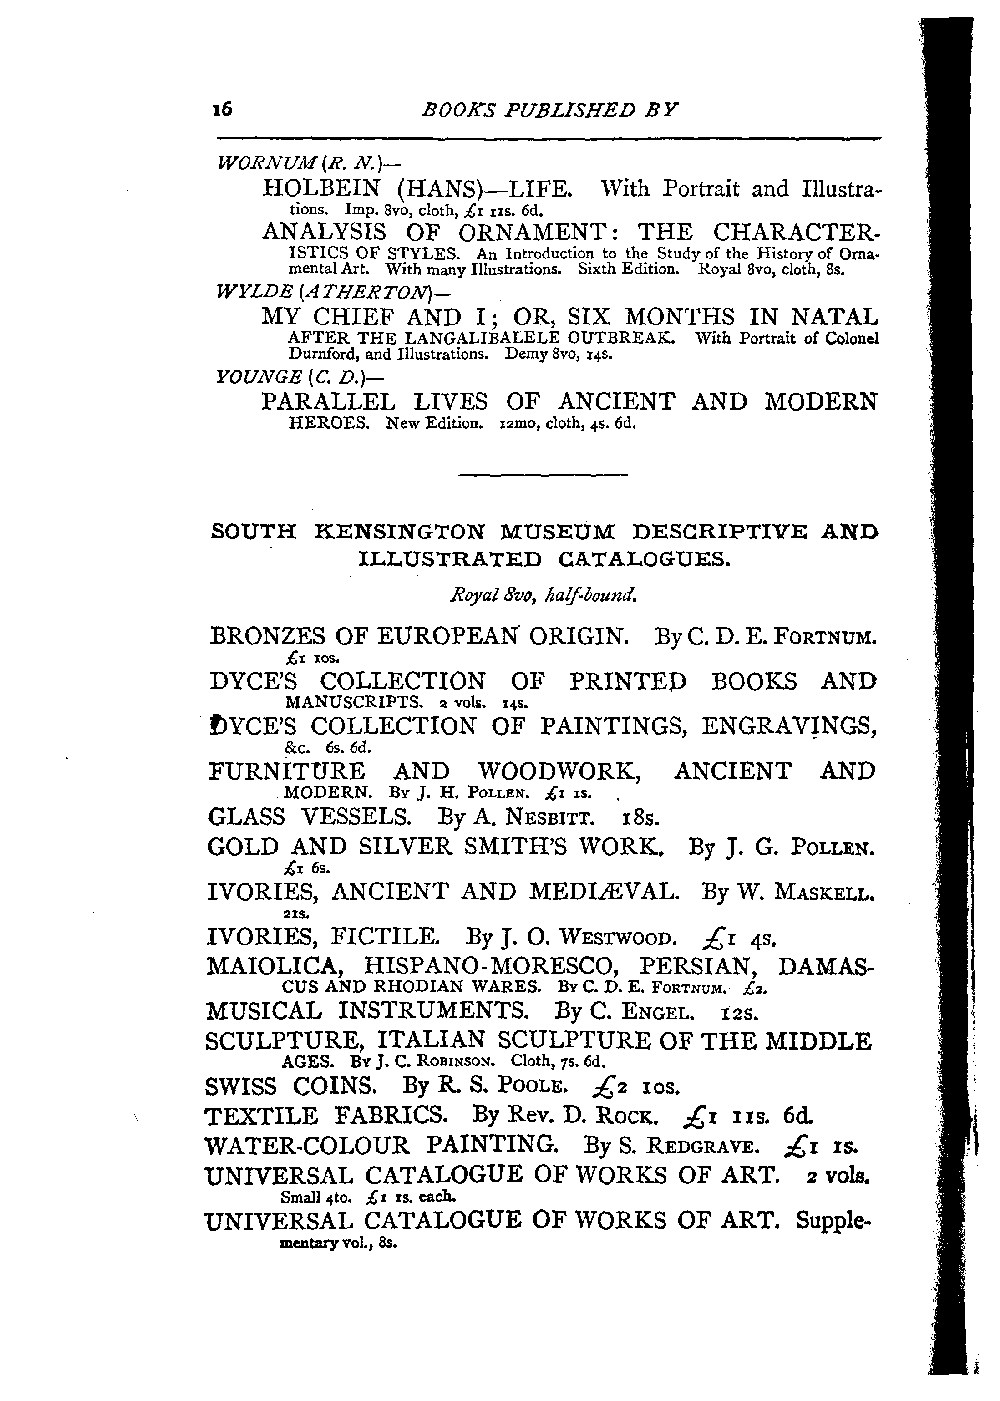 16 BOOKS PUBLISHED BY
WORNUM (R. N.)—
HOLBEIN (HANS)—LIFE. With Portrait and Illustra-
tions. Imp. 8vo, cloth, £1 11s. 6d.
ANALYSIS OF ORNAMENT: THE CHARACTER-
ISTICS OF STYLES. An Introduction to the Study of the History of Orna-
mental Art. With many Illustrations. Sixth Edition. Royal 8vo, cloth, 8s.
WYLDE (ATHERTON)—
MY CHIEF AND I; OR, SIX MONTHS IN NATAL
AFTER THE LANGALIBALELE OUTBREAK. With Portrait of Colonel
Durnford, and Illustrations. Demy 8vo, 14s.
YOUNGE (C. D.)—
PARALLEL LIVES OF ANCIENT AND MODERN
HEROES. New Edition. 12mo, cloth, 4s. 6d.
SOUTH KENSINGTON MUSEUM DESCRIPTIVE AND
ILLUSTRATED CATALOGUES.
Royal 8vo, half-bound.
BRONZES OF EUROPEAN ORIGIN. By C. D. E. FORTNUM.
£1 10s.
DYCE'S COLLECTION OF PRINTED BOOKS AND
MANUSCRIPTS. 2 vols. 14s.
DYCE'S COLLECTION OF PAINTINGS, ENGRAVINGS,
&c. 6s. 6d.
FURNITURE AND WOODWORK, ANCIENT AND
MODERN. BY J. H. POLLEN. £1 1s.
GLASS VESSELS. By A. NESBITT. 18s.
GOLD AND SILVER SMITH'S WORK. By J. G. POLLEN.
£1 6s.
IVORIES, ANCIENT AND MEDIÆVAL. By W. MASKELL.
21s.
IVORIES, FICTILE. By J. O. WESTWOOD. £1 4s.
MAIOLICA, HISPANO-MORESCO, PERSIAN, DAMAS-
CUS AND RHODIAN WARES. BY C. D. E. FORTNUM. £2.
MUSICAL INSTRUMENTS. By C. ENGEL. 12s.
SCULPTURE, ITALIAN SCULPTURE OF THE MIDDLE
AGES. BY J. C. ROBINSON. Cloth, 7s. 6d.
SWISS COINS. By R. S. POOLE. £2 10s.
TEXTILE FABRICS. By Rev. D. ROCK. £1 11s. 6d.
WATER-COLOUR PAINTING. By S. REDGRAVE. £1 1s.
UNIVERSAL CATALOGUE OF WORKS OF ART. 2 vols.
Small 4to. £1 1s. each.
UNIVERSAL CATALOGUE OF WORKS OF ART. Supple-
mentary vol., 8s.